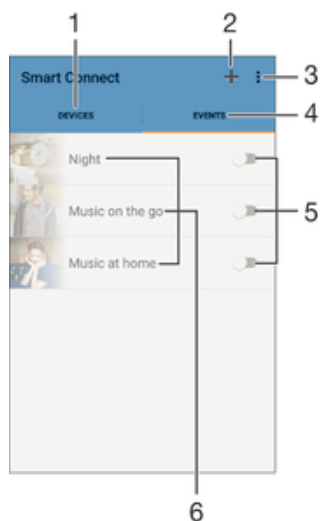 1
2
Smart Connect
3
DEVICES
EVENTS
4
Night
Music on the go
5
Music at home
6